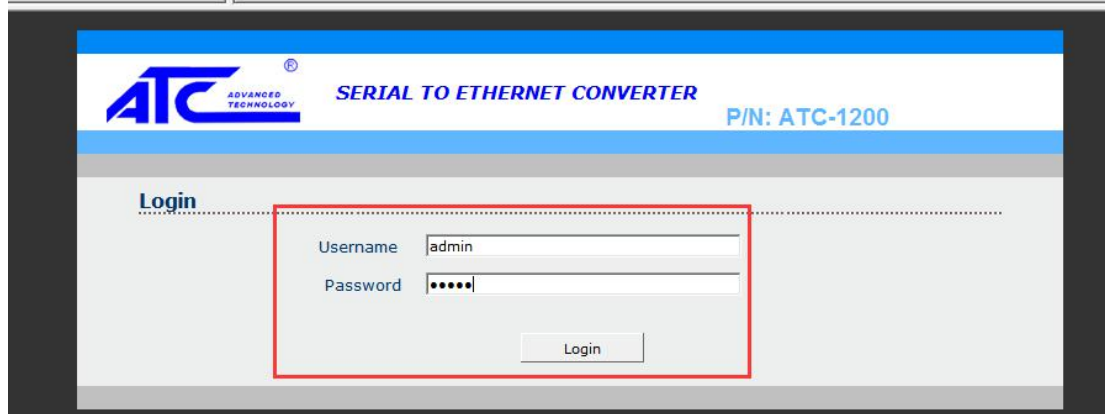 ATC ®
ADVANCED
TECHNOLOGY
SERIAL TO ETHERNET CONVERTER
P/N: ATC-1200
Login
Username admin
Password •••••
Login